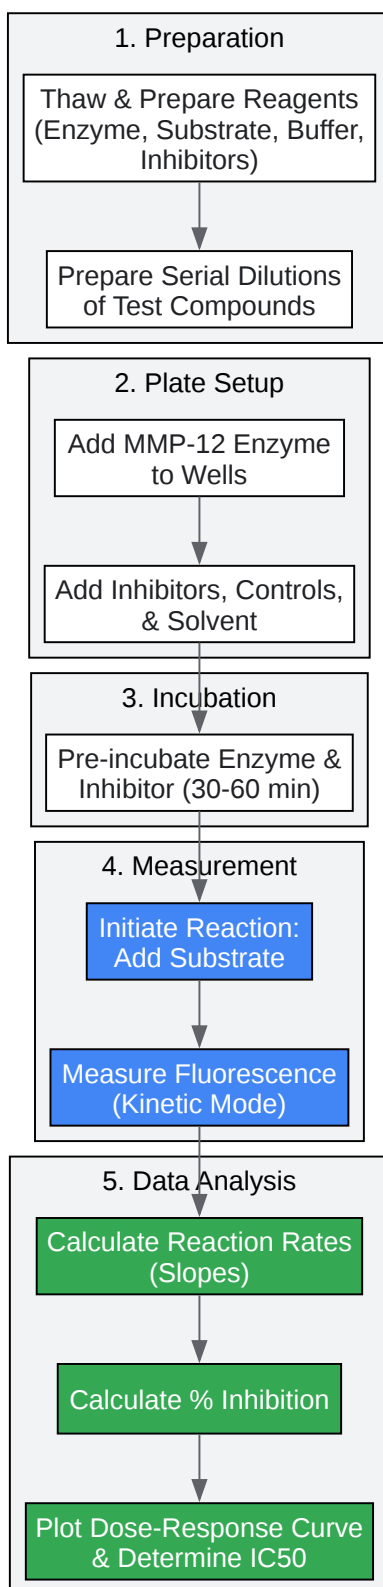 1. Preparation
Thaw & Prepare Reagents
(Enzyme, Substrate, Buffer,
Inhibitors)
Prepare Serial Dilutions
of Test Compounds
2. Plate Setup
Add MMP-12 Enzyme
to Wells
Add Inhibitors, Controls,
& Solvent
3. Incubation
Pre-incubate Enzyme &
Inhibitor (30-60 min)
4. Measurement
Initiate Reaction:
Add Substrate
Measure Fluorescence
(Kinetic Mode)
5. Data Analysis
Calculate Reaction Rates
(Slopes)
Calculate % Inhibition
Plot Dose-Response Curve
& Determine IC50